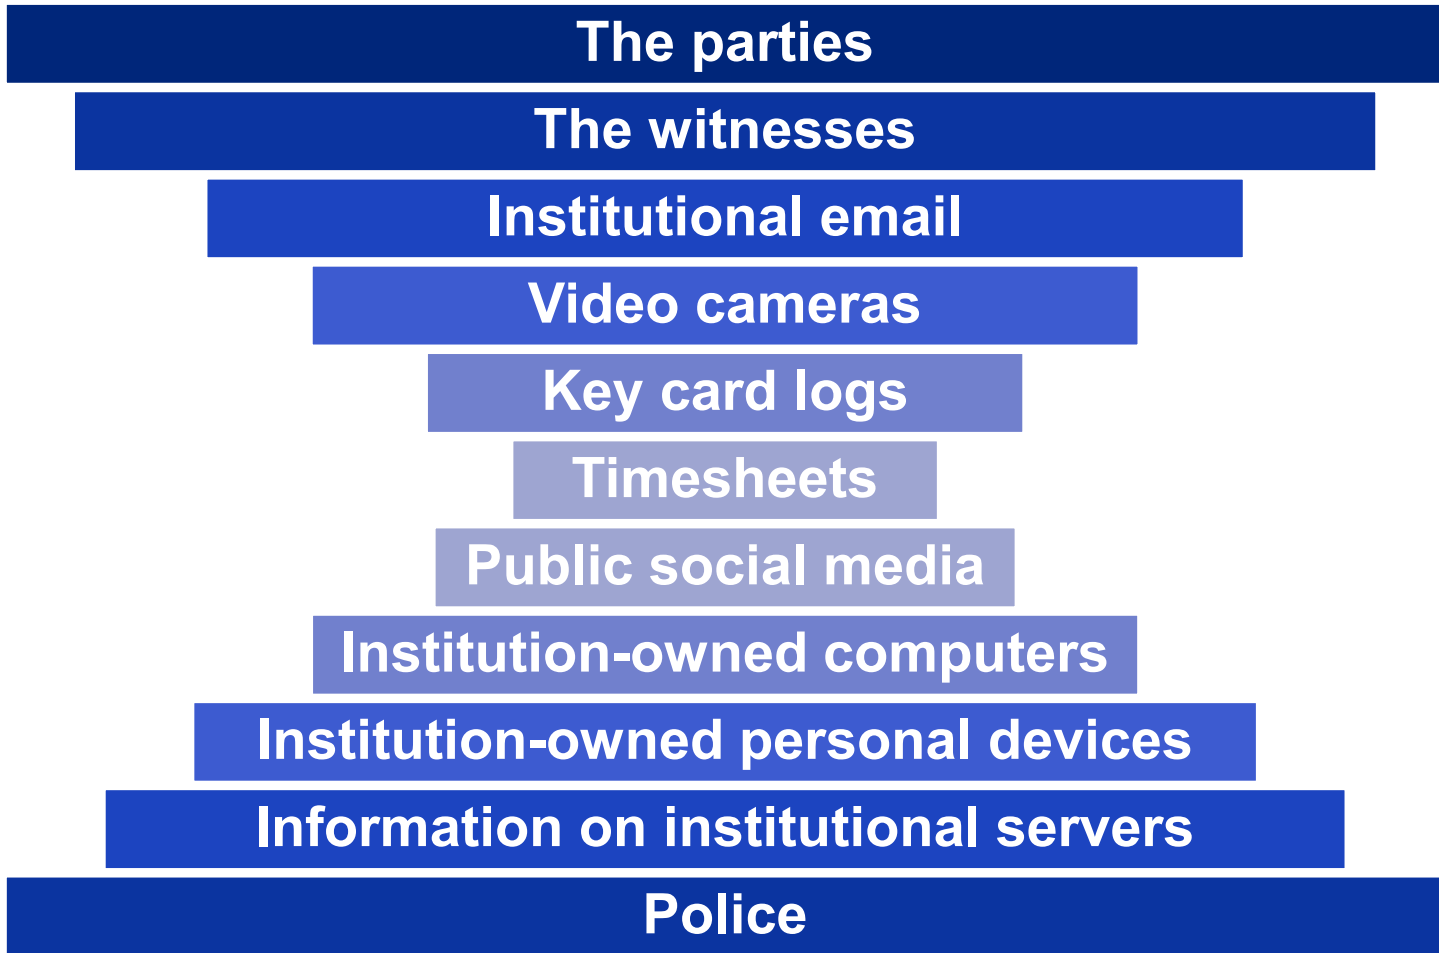 The parties
The witnesses
Institutional email
Video cameras
Key card logs
Timesheets
Public social media
Institution-owned computers
Institution-owned personal devices
Information on institutional servers
Police